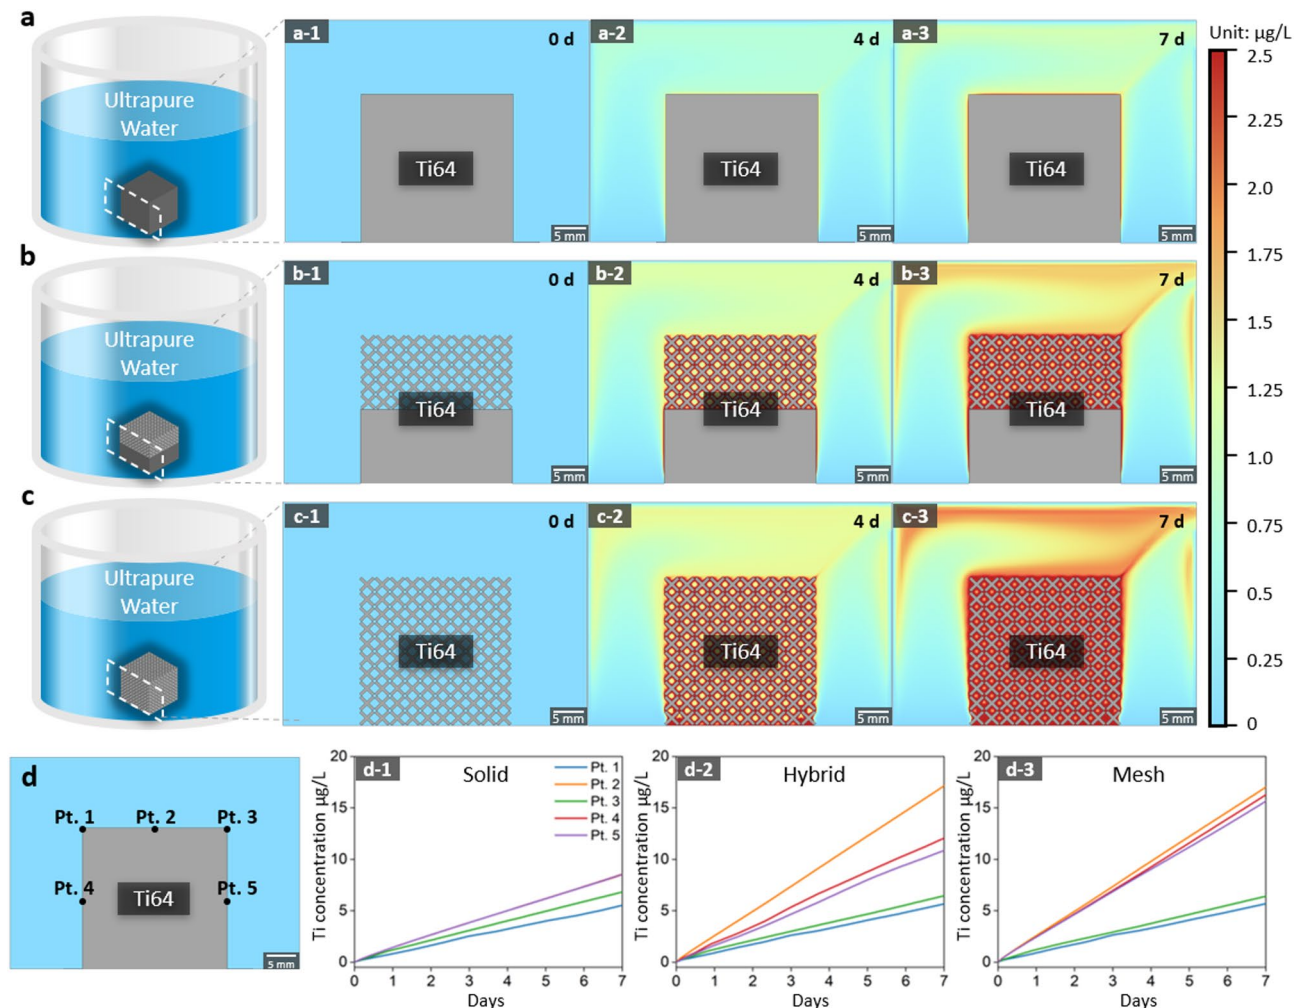 a
Ultrapure
Water
a-1
0 d
Ti64
5 mm
a-2
4 d
Ti64
5 mm
a-3
7 d
Ti64
5 mm
Unit: µg/L
2.5
2.25
2.0
1.75
1.5
1.25
1.0
0.75
0.25
0
b
Ultrapure
Water
b-1
0 d
Ti64
5 mm
b-2
4 d
Ti64
5 mm
b-3
7 d
Ti64
5 mm
c
Ultrapure
Water
c-1
0 d
Ti64
5 mm
c-2
4 d
Ti64
5 mm
c-3
7 d
Ti64
5 mm
d
Pt. 1
Pt. 2
Pt. 3
Pt. 4
Pt. 5
Ti64
5 mm
d-1
Solid
Pt. 1
Pt. 2
Pt. 3
Pt. 4
Pt. 5
Ti concentration µg/L
20
15
10
5
0
0 1 2 3 4 5 6 7
Days
d-2
Hybrid
Ti concentration µg/L
20
15
10
5
0
0 1 2 3 4 5 6 7
Days
d-3
Mesh
Ti concentration µg/L
20
15
10
5
0
0 1 2 3 4 5 6 7
Days